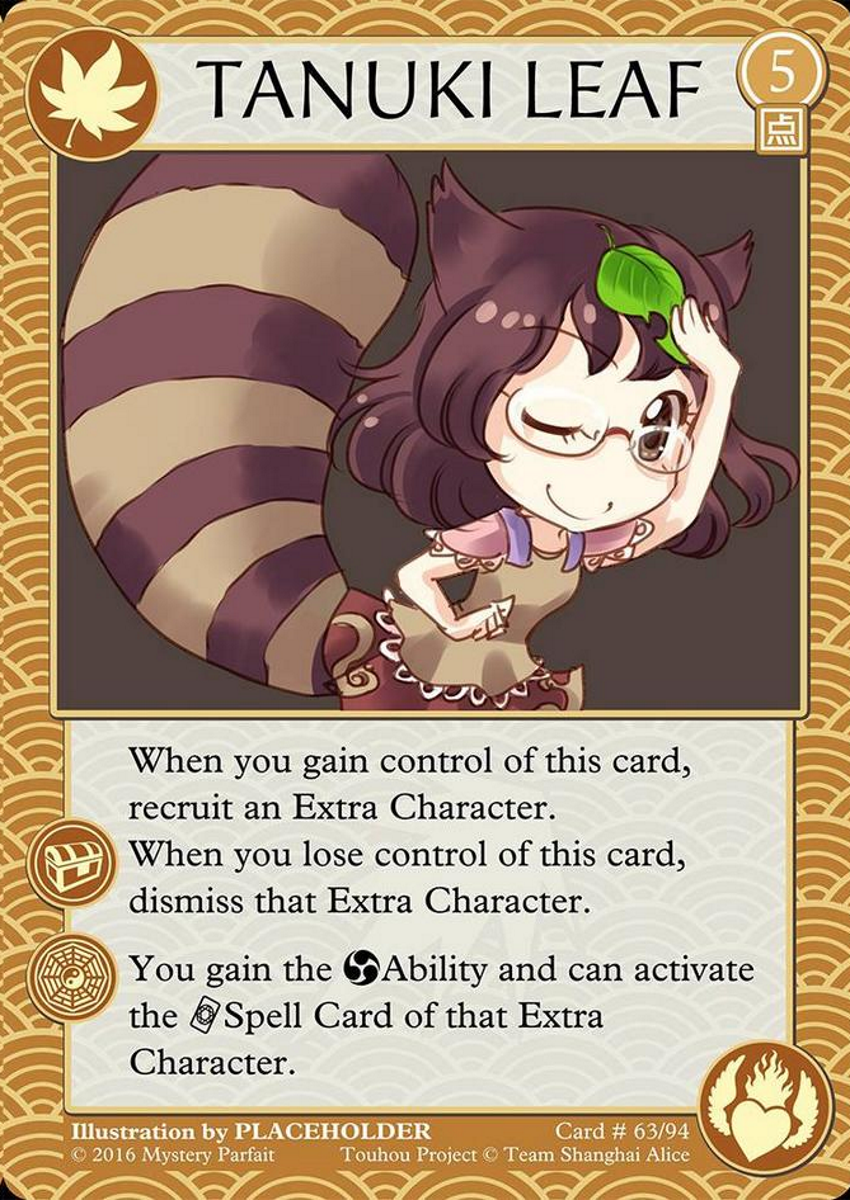 TANUKI LEAF
5
点
When you gain control of this card,
recruit an Extra Character.
When you lose control of this card,
dismiss that Extra Character.
You gain the Ability and can activate
the Spell Card of that Extra
Character.
Illustration by PLACEHOLDER
Card # 63/94
© 2016 Mystery Parfait
Touhou Project © Team Shanghai Alice